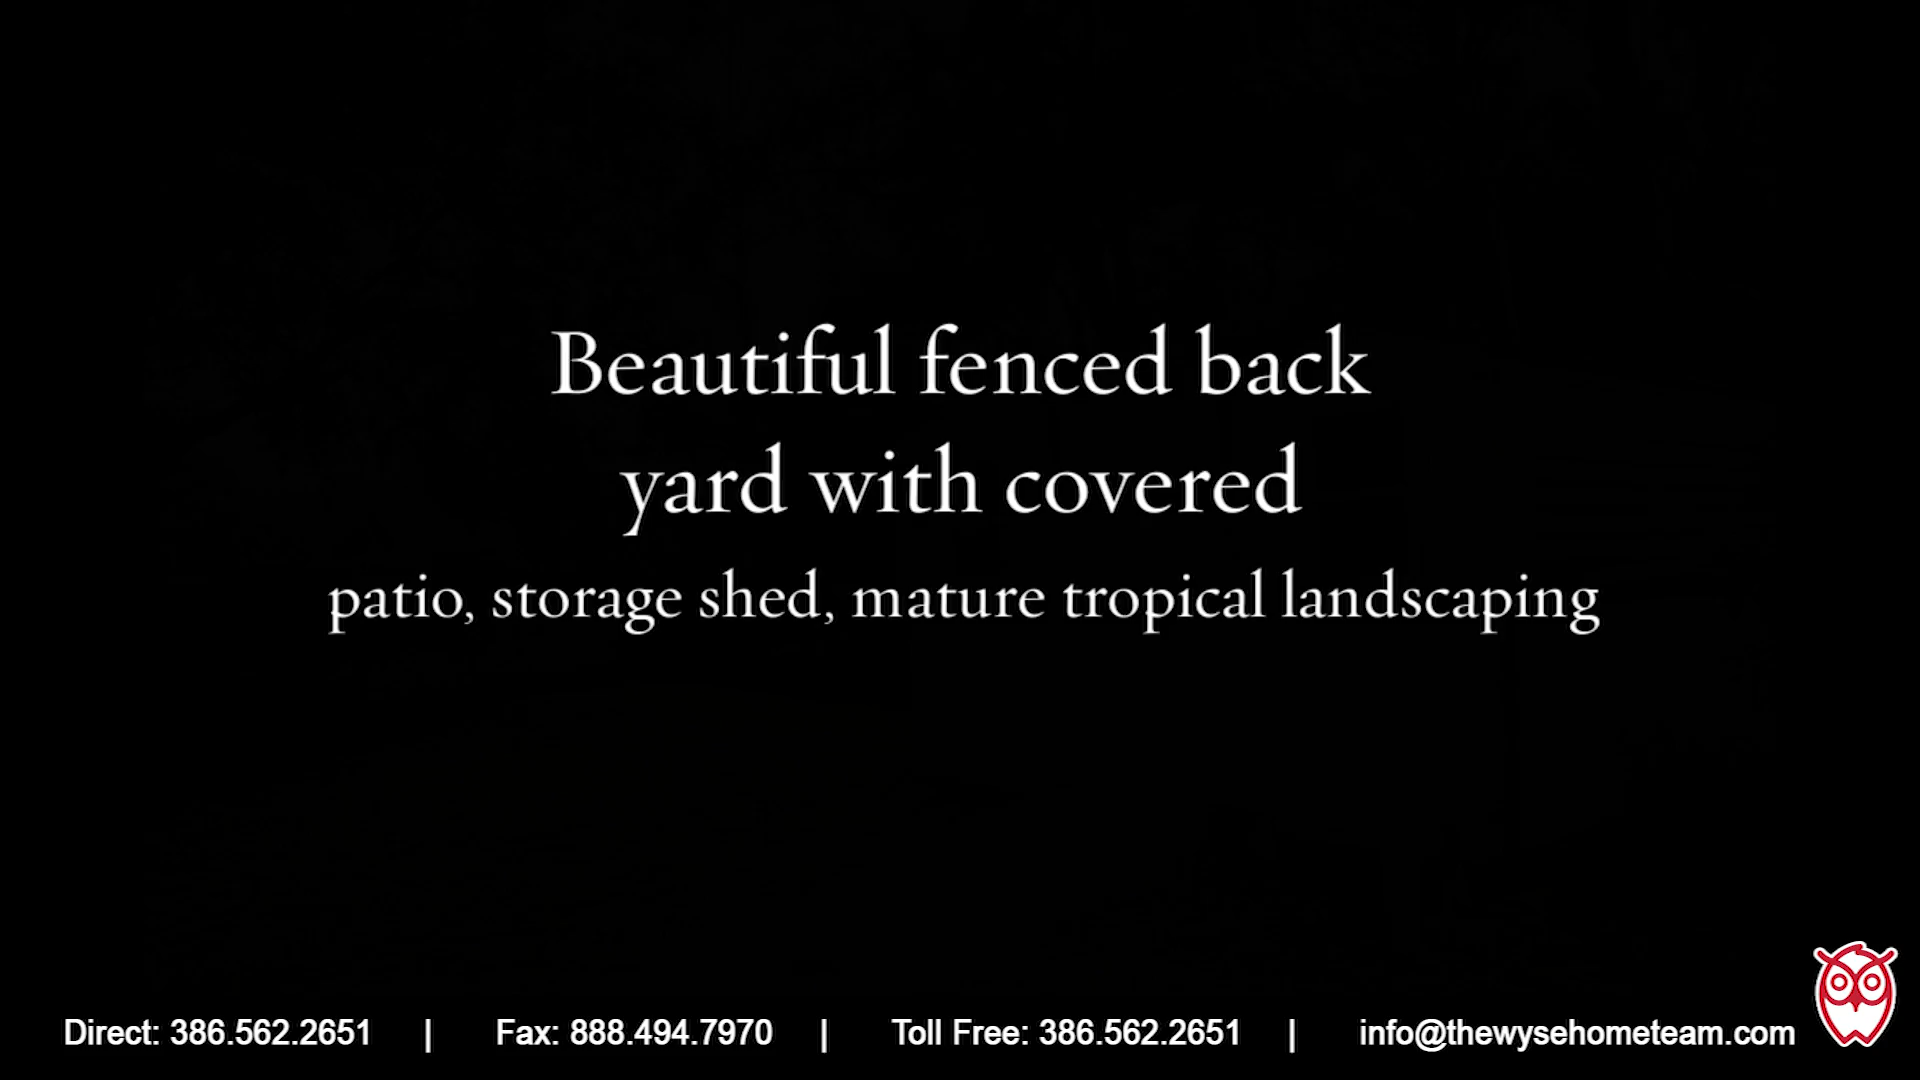 Beautiful fenced back
yard with covered
patio, storage shed, mature tropical landscaping
Direct: 386.562.2651 | Fax: 888.494.7970 | Toll Free: 386.562.2651 | info@thewysehometeam.com